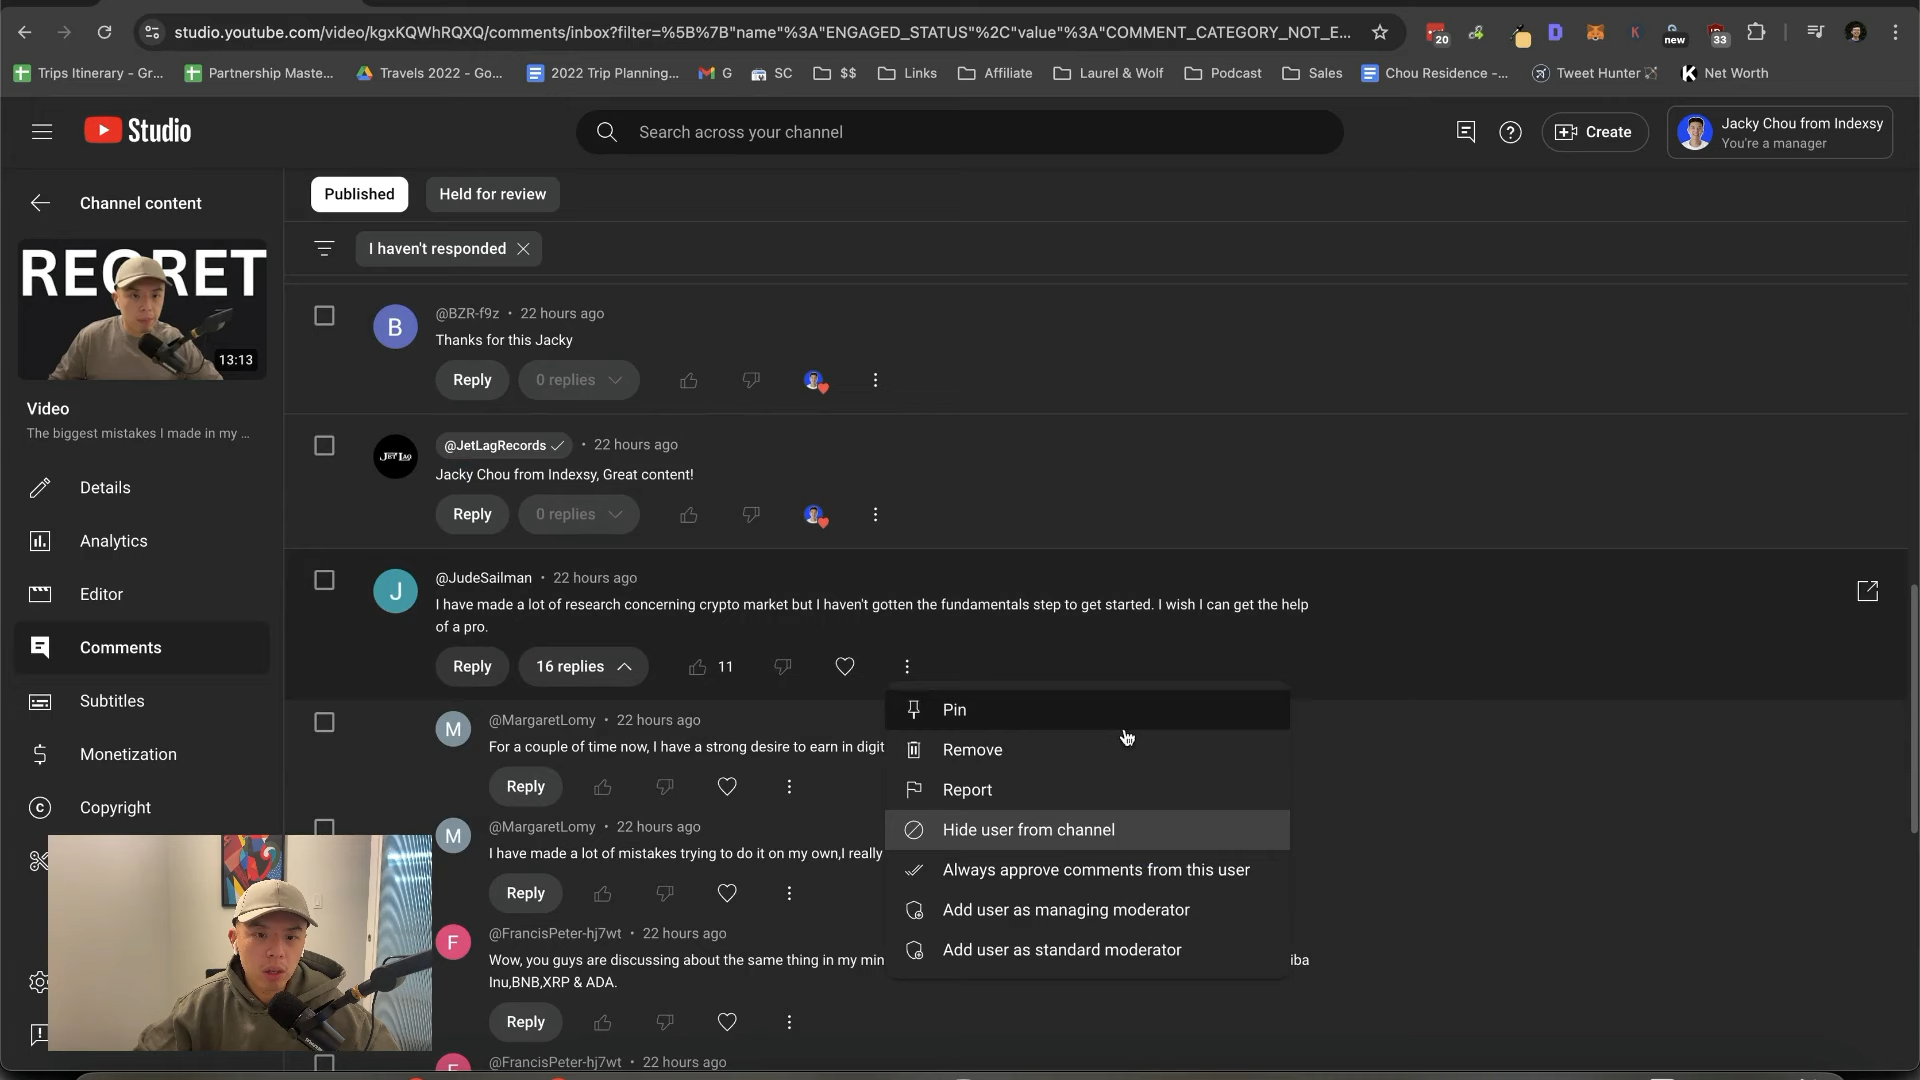 studio.youtube.com/video/kgxKQWhRQXQ/comments/inbox?filter=%5B%7B"name"%3A"ENGAGED_STATUS"%2C"value"%3A"COMMENT_CATEGORY_NOT_E...
20
new
33
Trips Itinerary - Gr...
Partnership Maste...
Travels 2022 - Go...
2022 Trip Planning...
G
SC
$$
Links
Affiliate
Laurel & Wolf
Podcast
Sales
Chou Residence -...
Tweet Hunter
Net Worth
Studio
Search across your channel
Create
Jacky Chou from Indexsy
You're a manager
Channel content
REGRET
13:13
Video
The biggest mistakes I made in my ...
Details
Analytics
Editor
Comments
Subtitles
Monetization
Copyright
Published
Held for review
I haven't responded
B
@BZR-f9z • 22 hours ago
Thanks for this Jacky
Reply
0 replies
JET LAG
@JetLagRecords • 22 hours ago
Jacky Chou from Indexsy, Great content!
Reply
0 replies
J
@JudeSailman • 22 hours ago
I have made a lot of research concerning crypto market but I haven't gotten the fundamentals step to get started. I wish I can get the help
of a pro.
Reply
16 replies
11
Pin
Remove
Report
Hide user from channel
Always approve comments from this user
Add user as managing moderator
Add user as standard moderator
M
@MargaretLomy • 22 hours ago
For a couple of time now, I have a strong desire to earn in digit
Reply
M
@MargaretLomy • 22 hours ago
I have made a lot of mistakes trying to do it on my own,I really
Reply
F
@FrancisPeter-hj7wt • 22 hours ago
Wow, you guys are discussing about the same thing in my min
iba
Inu,BNB,XRP & ADA.
Reply
F
@FrancisPeter-hj7wt • 22 hours ago